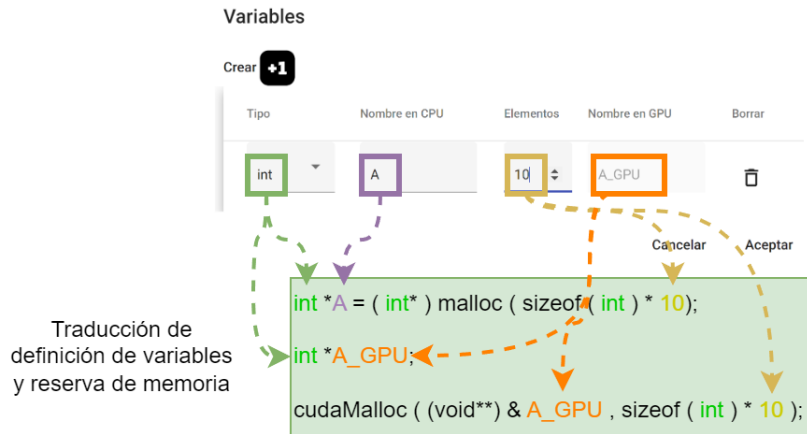 Variables
Crear +1
Tipo Nombre en CPU Elementos Nombre en GPU Borrar
int A 10 A_GPU
Cancelar Aceptar
int *A = ( int* ) malloc ( sizeof ( int ) * 10);
Traducción de
definición de variables
y reserva de memoria
int *A_GPU;
cudaMalloc ( (void**) & A_GPU , sizeof ( int ) * 10 );